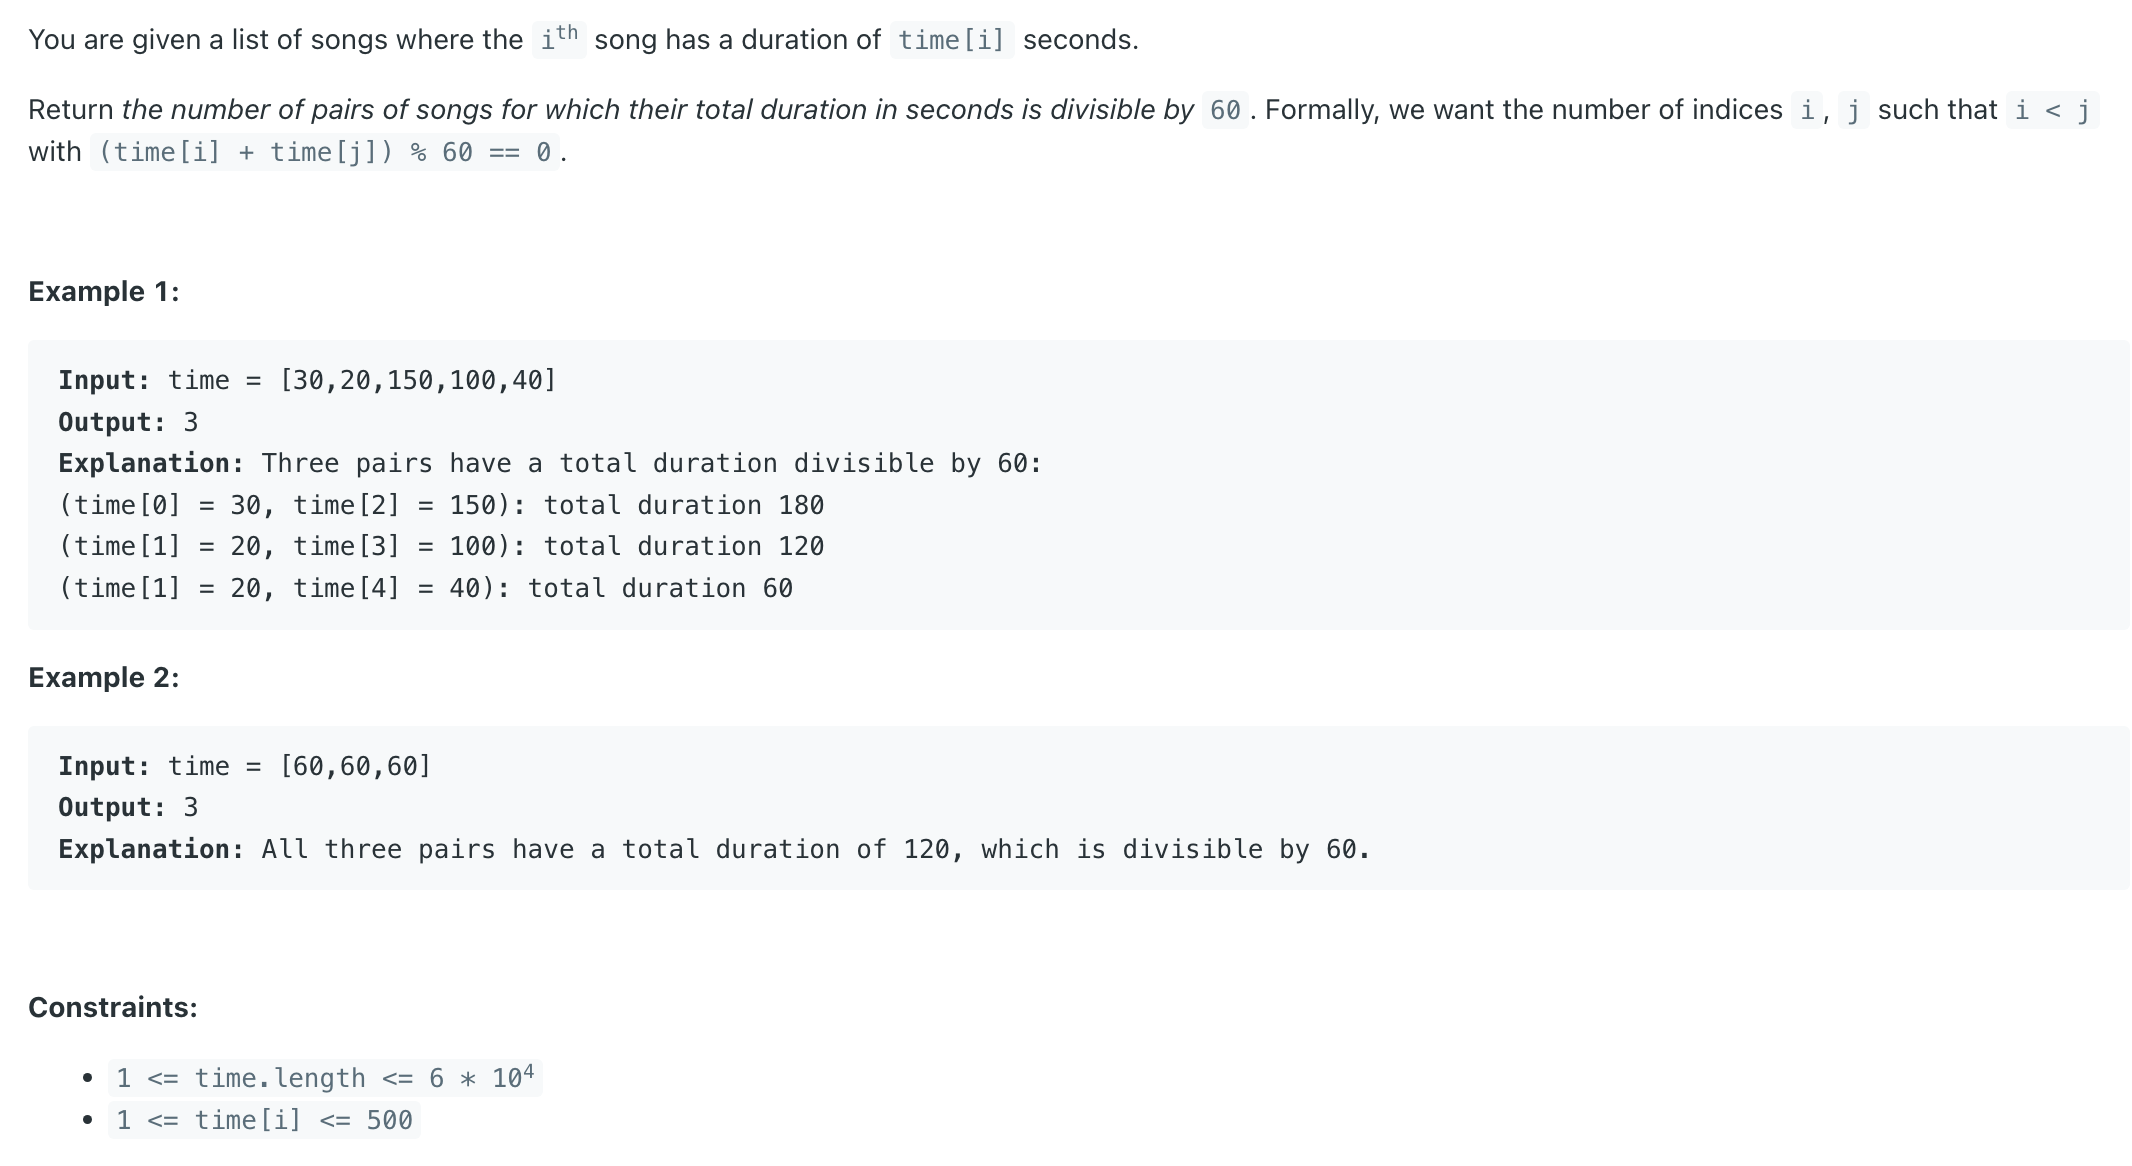 You are given a list of songs where the iᵗʰ song has a duration of time[i] seconds.
Return the number of pairs of songs for which their total duration in seconds is divisible by 60. Formally, we want the number of indices i, j such that i < j
with (time[i] + time[j]) % 60 == 0.
Example 1:
Input: time = [30,20,150,100,40]
Output: 3
Explanation: Three pairs have a total duration divisible by 60:
(time[0] = 30, time[2] = 150): total duration 180
(time[1] = 20, time[3] = 100): total duration 120
(time[1] = 20, time[4] = 40): total duration 60
Example 2:
Input: time = [60,60,60]
Output: 3
Explanation: All three pairs have a total duration of 120, which is divisible by 60.
Constraints:
• 1 <= time.length <= 6 * 10⁴
• 1 <= time[i] <= 500